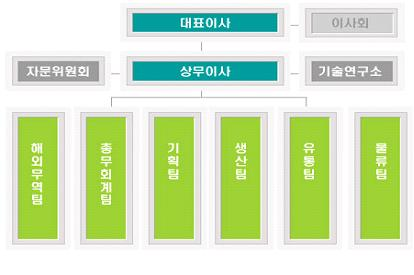 대표이사
이사회
자문위원회
상무이사
기술연구소
해외무역팀
총무회계팀
기획팀
생산팀
유통팀
물류팀